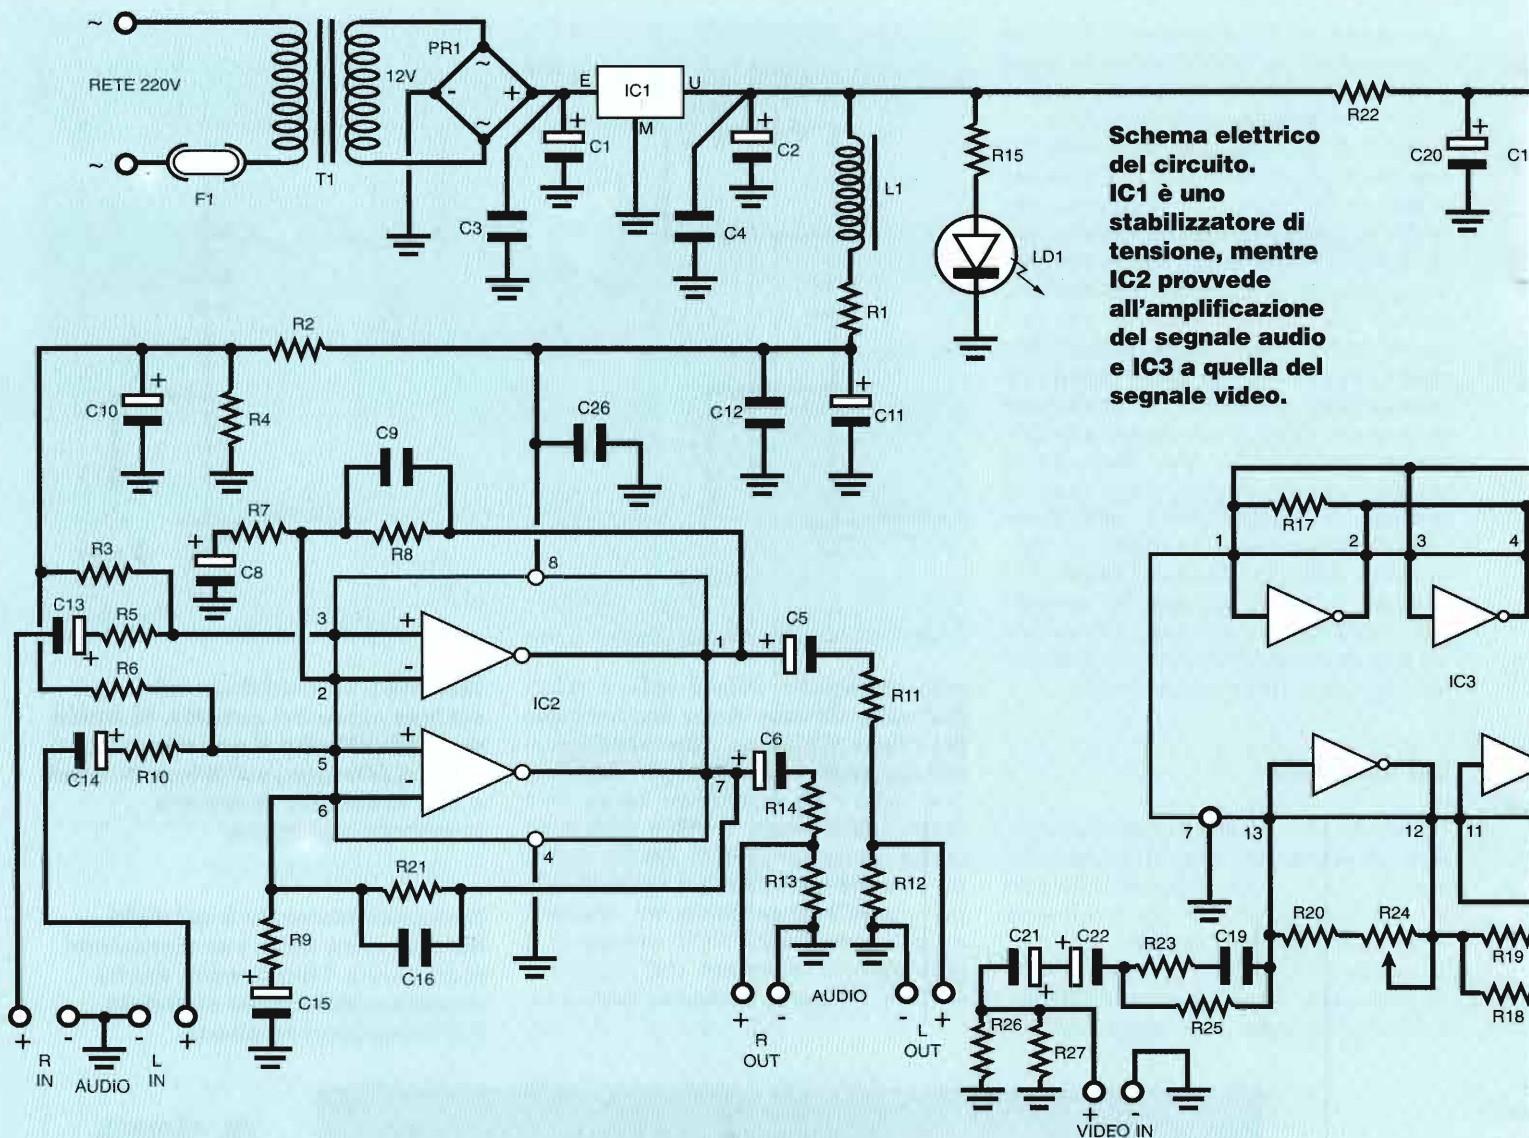 ~
RETE 220V
~
F1
T1
12V
PR1
~
-
+
~
E
IC1
U
M
+
C1
C3
+
C2
C4
L1
R1
R15
LD1
R22
+
C20
C1
Schema elettrico
del circuito.
IC1 è uno
stabilizzatore di
tensione, mentre
IC2 provvede
all'amplificazione
del segnale audio
e IC3 a quella del
segnale video.
R2
+
C10
R4
C9
C26
C12
+
C11
R7
+
C8
R8
R3
C13
+
R5
R6
+
C14
R10
8
3
+
-
2
1
IC2
+
5
-
6
7
4
+
C5
R11
+
C6
R14
R13
R12
R21
C16
R9
+
C15
+
R
IN
-
AUDIO
-
L
IN
+
+
R
OUT
-
AUDIO
-
L
OUT
+
R17
1
2
3
4
IC3
7
13
12
11
R20
R24
R19
R18
C21
+
+
C22
R23
C19
R25
R26
R27
+
-
VIDEO IN